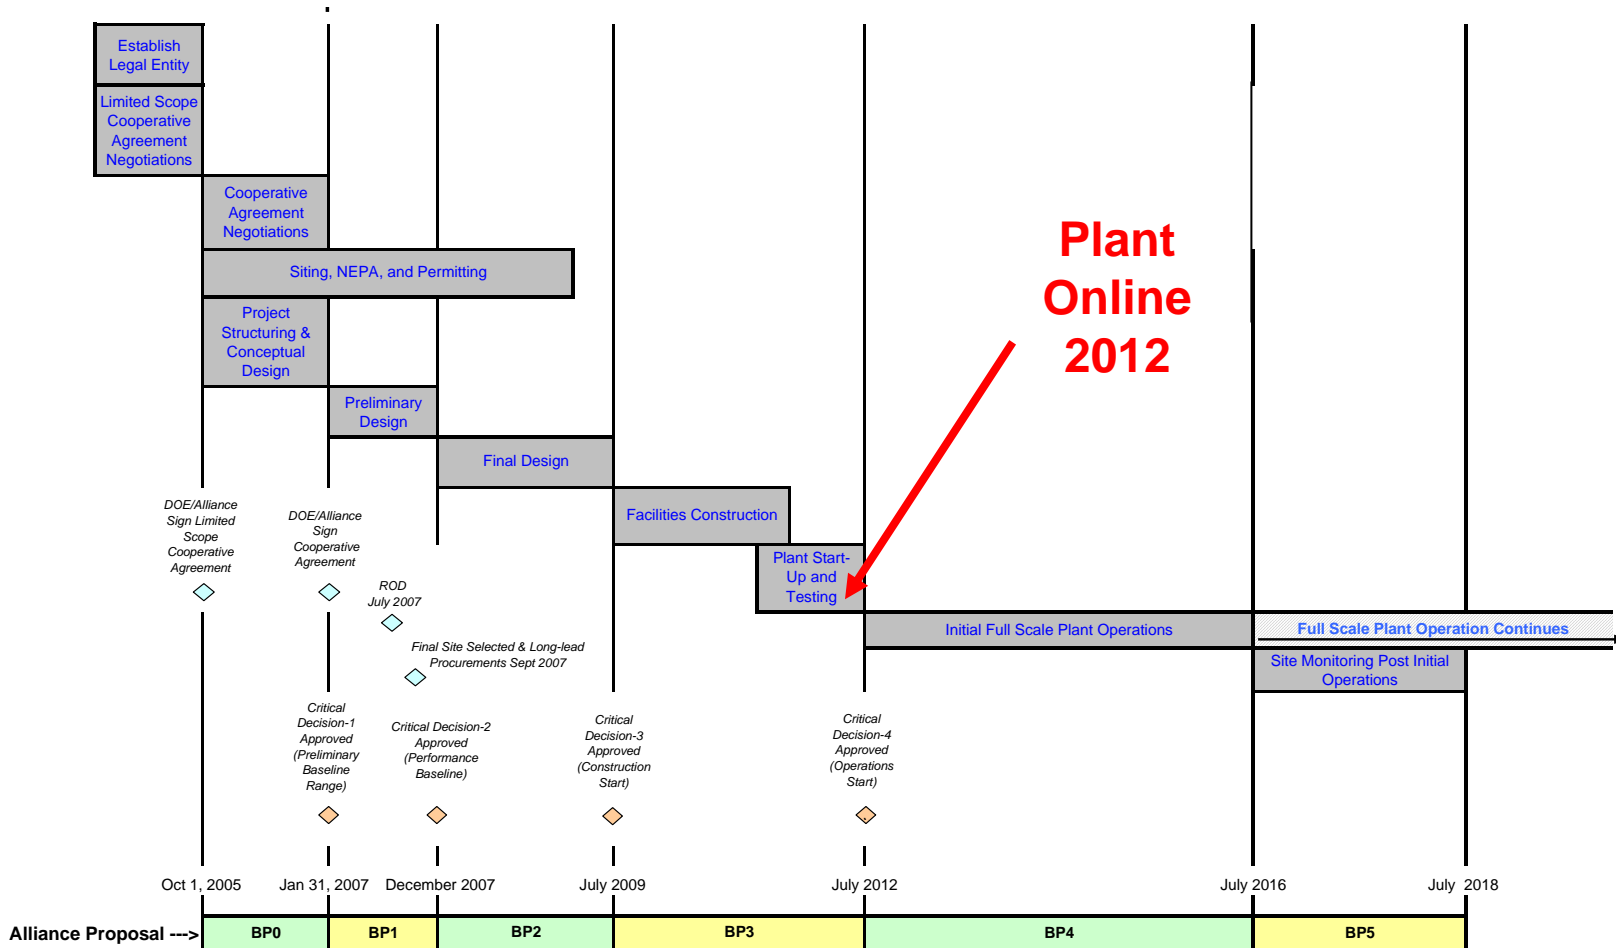 Establish
Legal Entity
Limited Scope
Cooperative
Agreement
Negotiations
Cooperative
Agreement
Negotiations
Siting, NEPA, and Permitting
Project
Structuring &
Conceptual
Design
Preliminary
Design
Final Design
Facilities Construction
Plant Start-
Up and
Testing
Initial Full Scale Plant Operations
Full Scale Plant Operation Continues
Site Monitoring Post Initial
Operations
Plant
Online
2012
DOE/Alliance
Sign Limited
Scope
Cooperative
Agreement
DOE/Alliance
Sign
Cooperative
Agreement
ROD
July 2007
Final Site Selected & Long-lead
Procurements Sept 2007
Critical
Decision-1
Approved
(Preliminary
Baseline
Range)
Critical Decision-2
Approved
(Performance
Baseline)
Critical
Decision-3
Approved
(Construction
Start)
Critical
Decision-4
Approved
(Operations
Start)
Oct 1, 2005
Jan 31, 2007
December 2007
July 2009
July 2012
July 2016
July 2018
Alliance Proposal --->
BP0
BP1
BP2
BP3
BP4
BP5